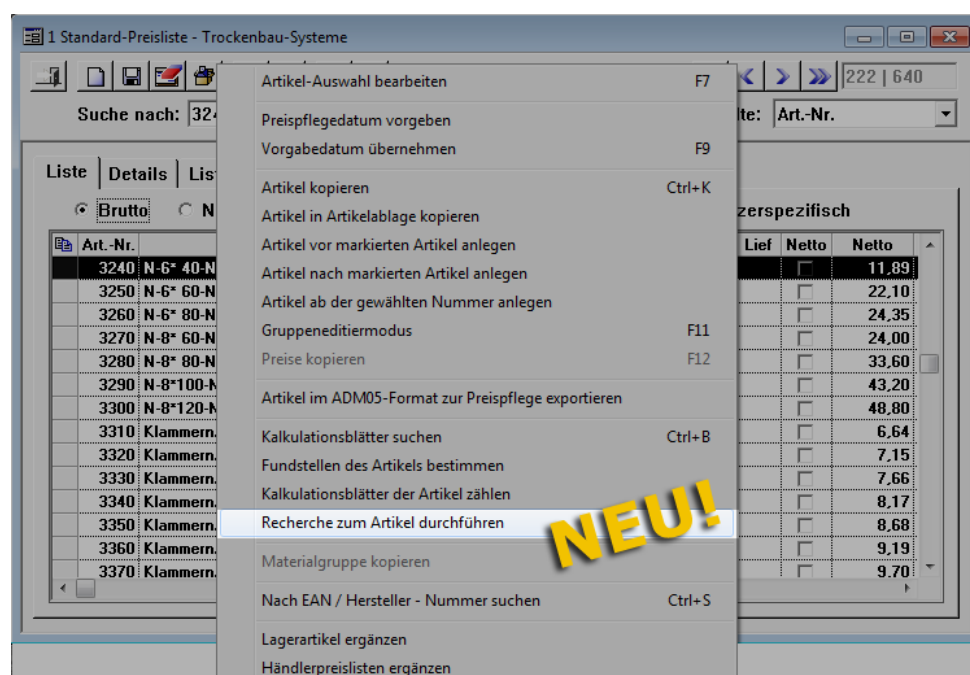 1 Standard-Preisliste - Trockenbau-Systeme
222 | 640
Suche nach: 324
lte: Art.-Nr.
Liste Details Lis
Brutto N
zerspezifisch
Art.-Nr. Lief Netto Netto
3240 N-6* 40-N 11,89
3250 N-6* 60-N 22,10
3260 N-6* 80-N 24,35
3270 N-8* 60-N 24,00
3280 N-8* 80-N 33,60
3290 N-8*100-N 43,20
3300 N-8*120-N 48,80
3310 Klammern. 6,64
3320 Klammern. 7,15
3330 Klammern. 7,66
3340 Klammern. 8,17
3350 Klammern. 8,68
3360 Klammern. 9,19
3370 Klammern. 9,70
Artikel-Auswahl bearbeiten F7
Preispflegedatum vorgeben
Vorgabedatum übernehmen F9
Artikel kopieren Ctrl+K
Artikel in Artikelablage kopieren
Artikel vor markierten Artikel anlegen
Artikel nach markierten Artikel anlegen
Artikel ab der gewählten Nummer anlegen
Gruppeneditiermodus F11
Preise kopieren F12
Artikel im ADM05-Format zur Preispflege exportieren
Kalkulationsblätter suchen Ctrl+B
Fundstellen des Artikels bestimmen
Kalkulationsblätter der Artikel zählen
Recherche zum Artikel durchführen
NEU!
Materialgruppe kopieren
Nach EAN / Hersteller - Nummer suchen Ctrl+S
Lagerartikel ergänzen
Händlerpreislisten ergänzen